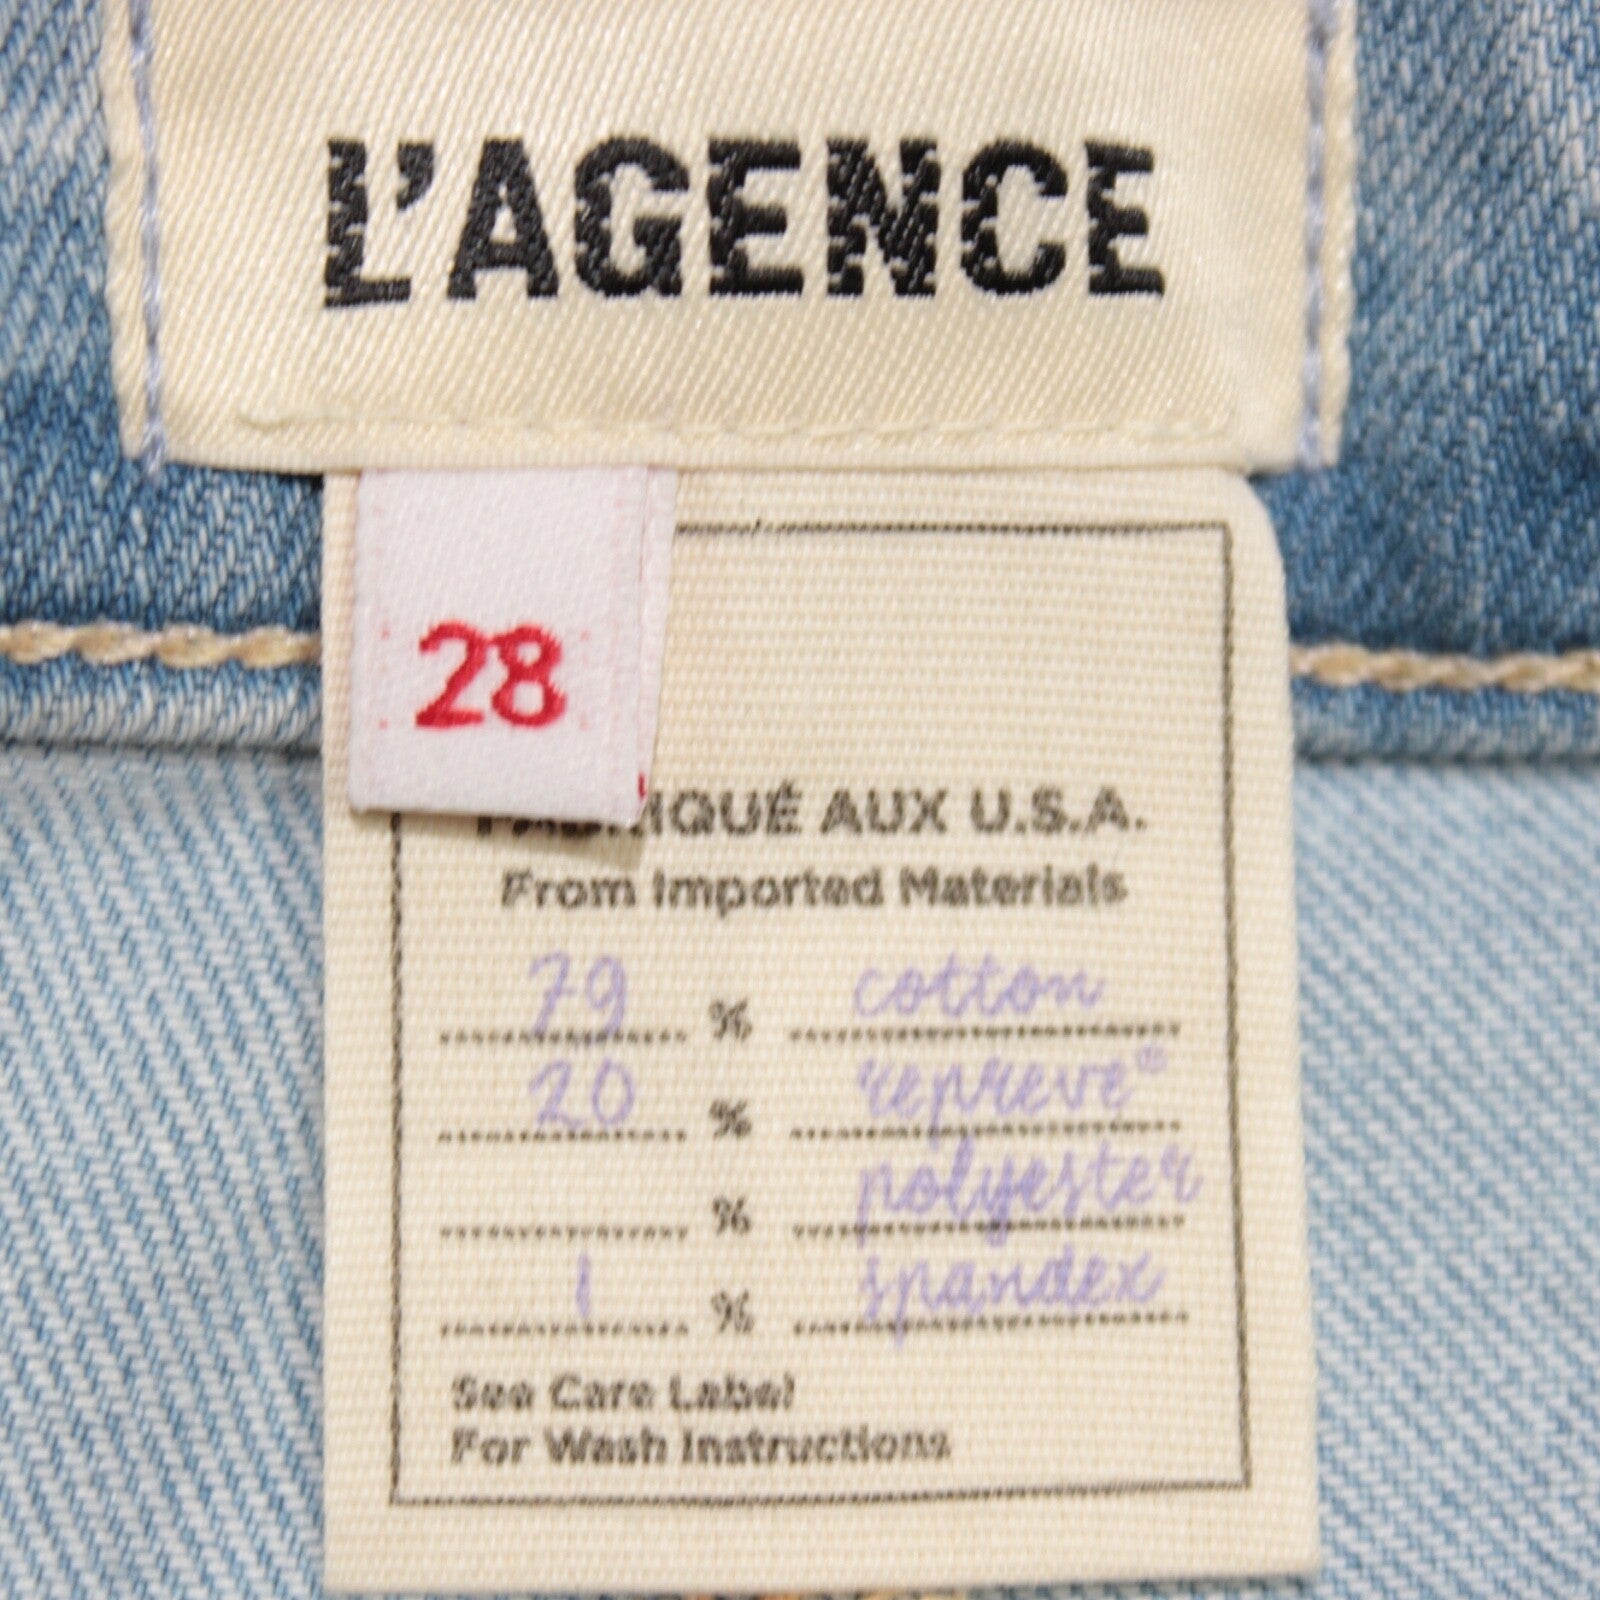 L'AGENCE
28
AUX U.S.A.
From Imported Materials
79 % cotton
20 % repreve®
% polyester
1 % spandex
See Care Label
For Wash Instructions